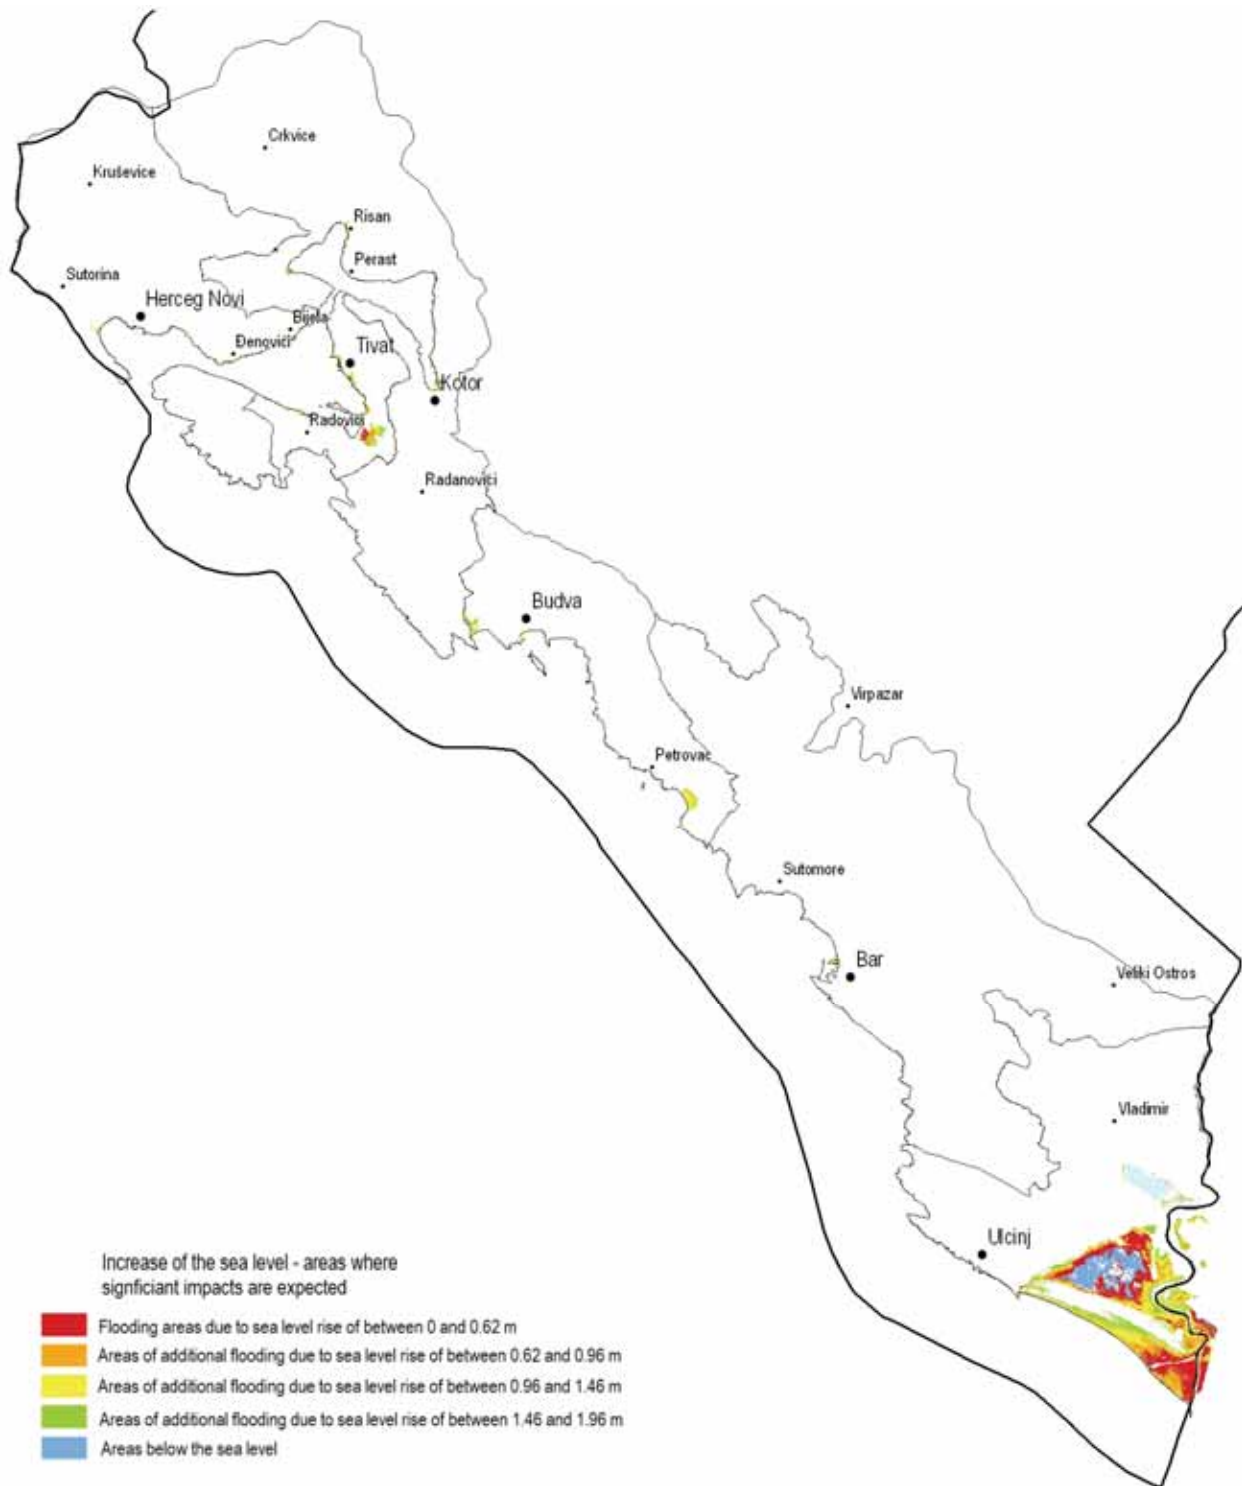 Crkvice
Kruševice
Risan
Perast
Sutorina
Herceg Novi
Bijela
Đenovići
Tivat
Kotor
Radovići
Radanovići
Budva
Virpazar
Petrovac
Sutomore
Bar
Veliki Ostros
Vladimir
Ulcinj
Increase of the sea level - areas where
signficiant impacts are expected
Flooding areas due to sea level rise of between 0 and 0.62 m
Areas of additional flooding due to sea level rise of between 0.62 and 0.96 m
Areas of additional flooding due to sea level rise of between 0.96 and 1.46 m
Areas of additional flooding due to sea level rise of between 1.46 and 1.96 m
Areas below the sea level